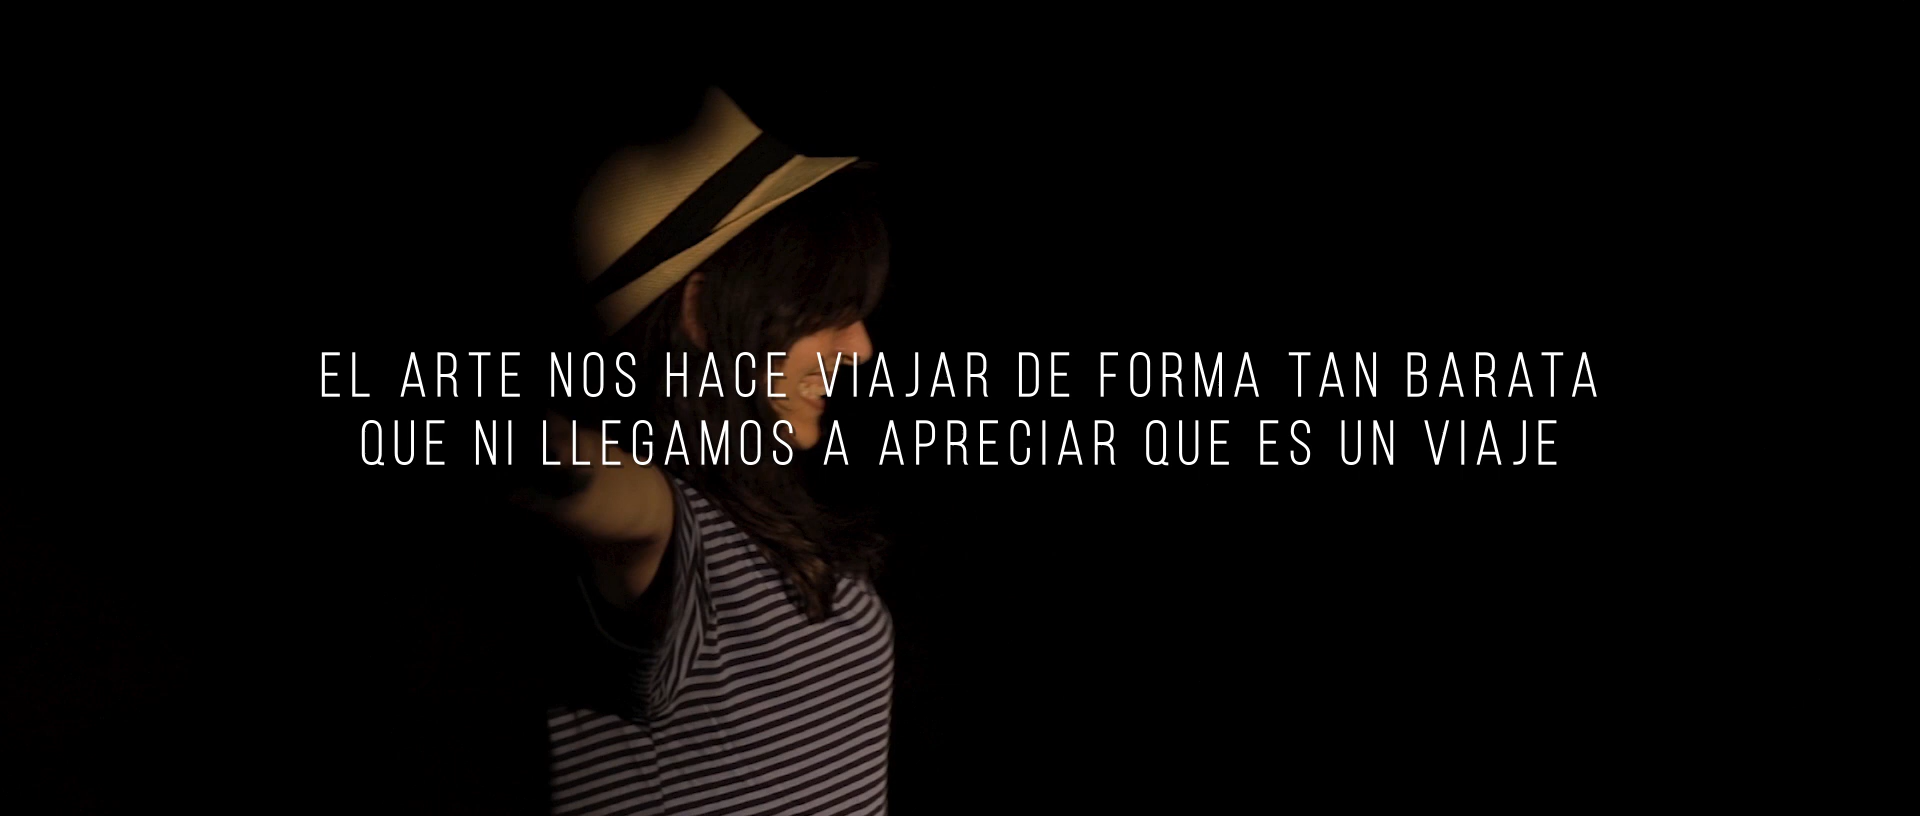 EL ARTE NOS HACE VIAJAR DE FORMA TAN BARATA
QUE NI LLEGAMOS A APRECIAR QUE ES UN VIAJE